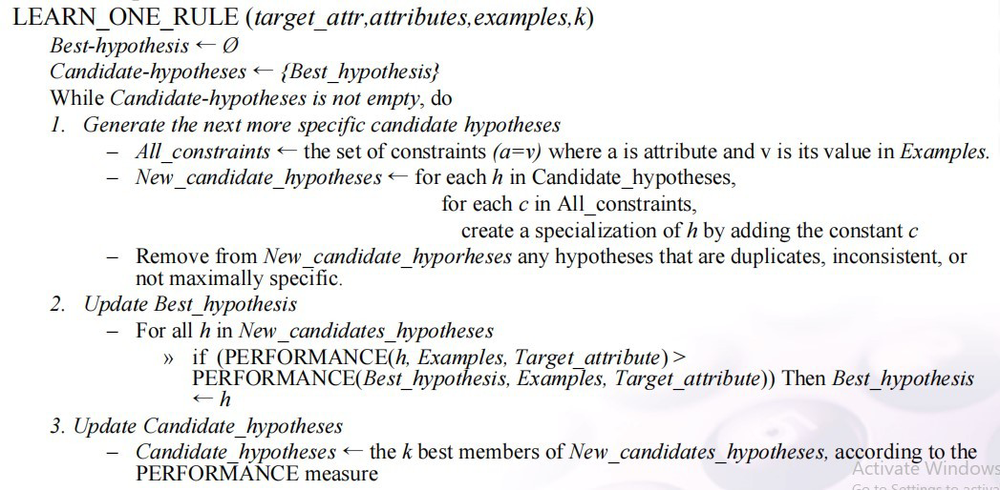 LEARN_ONE_RULE (target_attr,attributes,examples,k)
Best-hypothesis ← Ø
Candidate-hypotheses ← {Best_hypothesis}
While Candidate-hypotheses is not empty, do
1. Generate the next more specific candidate hypotheses
– All_constraints ← the set of constraints (a=v) where a is attribute and v is its value in Examples.
– New_candidate_hypotheses ← for each h in Candidate_hypotheses,
for each c in All_constraints,
create a specialization of h by adding the constant c
– Remove from New_candidate_hyporheses any hypotheses that are duplicates, inconsistent, or
not maximally specific.
2. Update Best_hypothesis
– For all h in New_candidates_hypotheses
» if (PERFORMANCE(h, Examples, Target_attribute) >
PERFORMANCE(Best_hypothesis, Examples, Target_attribute)) Then Best_hypothesis
← h
3. Update Candidate_hypotheses
– Candidate_hypotheses ← the k best members of New_candidates_hypotheses, according to the
PERFORMANCE measure
Activate Windows
Go to Settings to activa